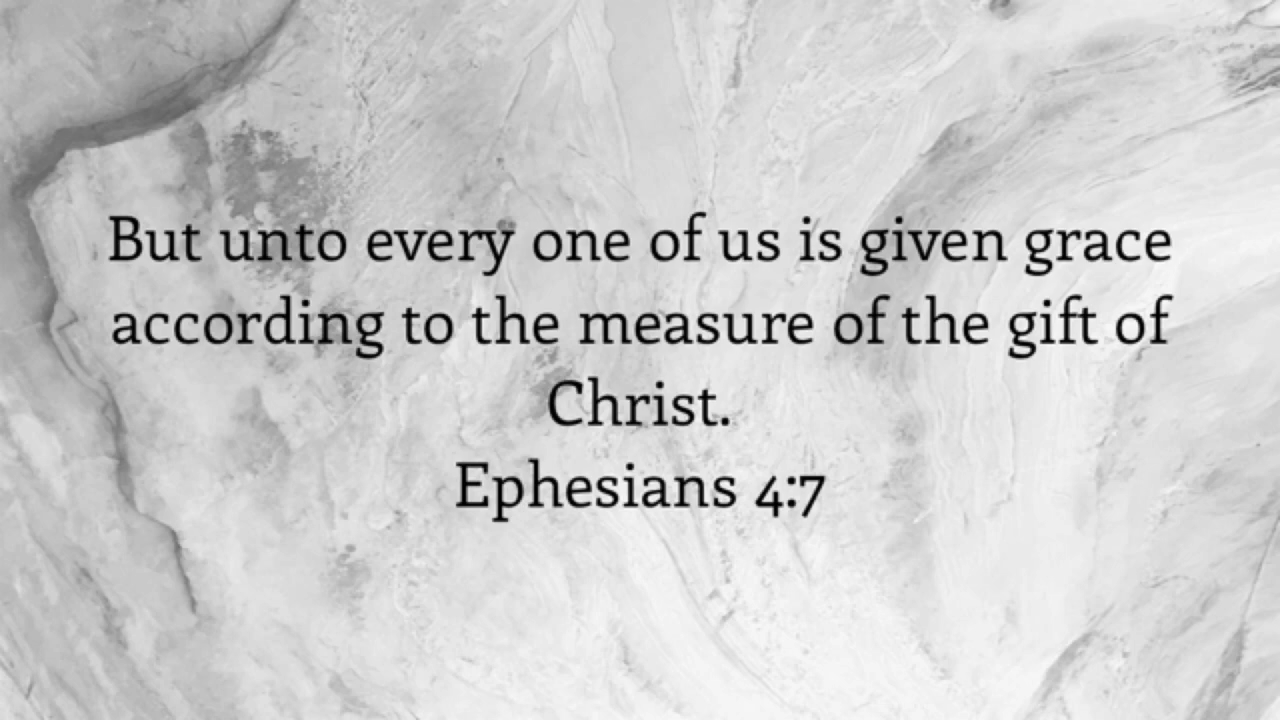 But unto every one of us is given grace
according to the measure of the gift of
Christ.
Ephesians 4:7